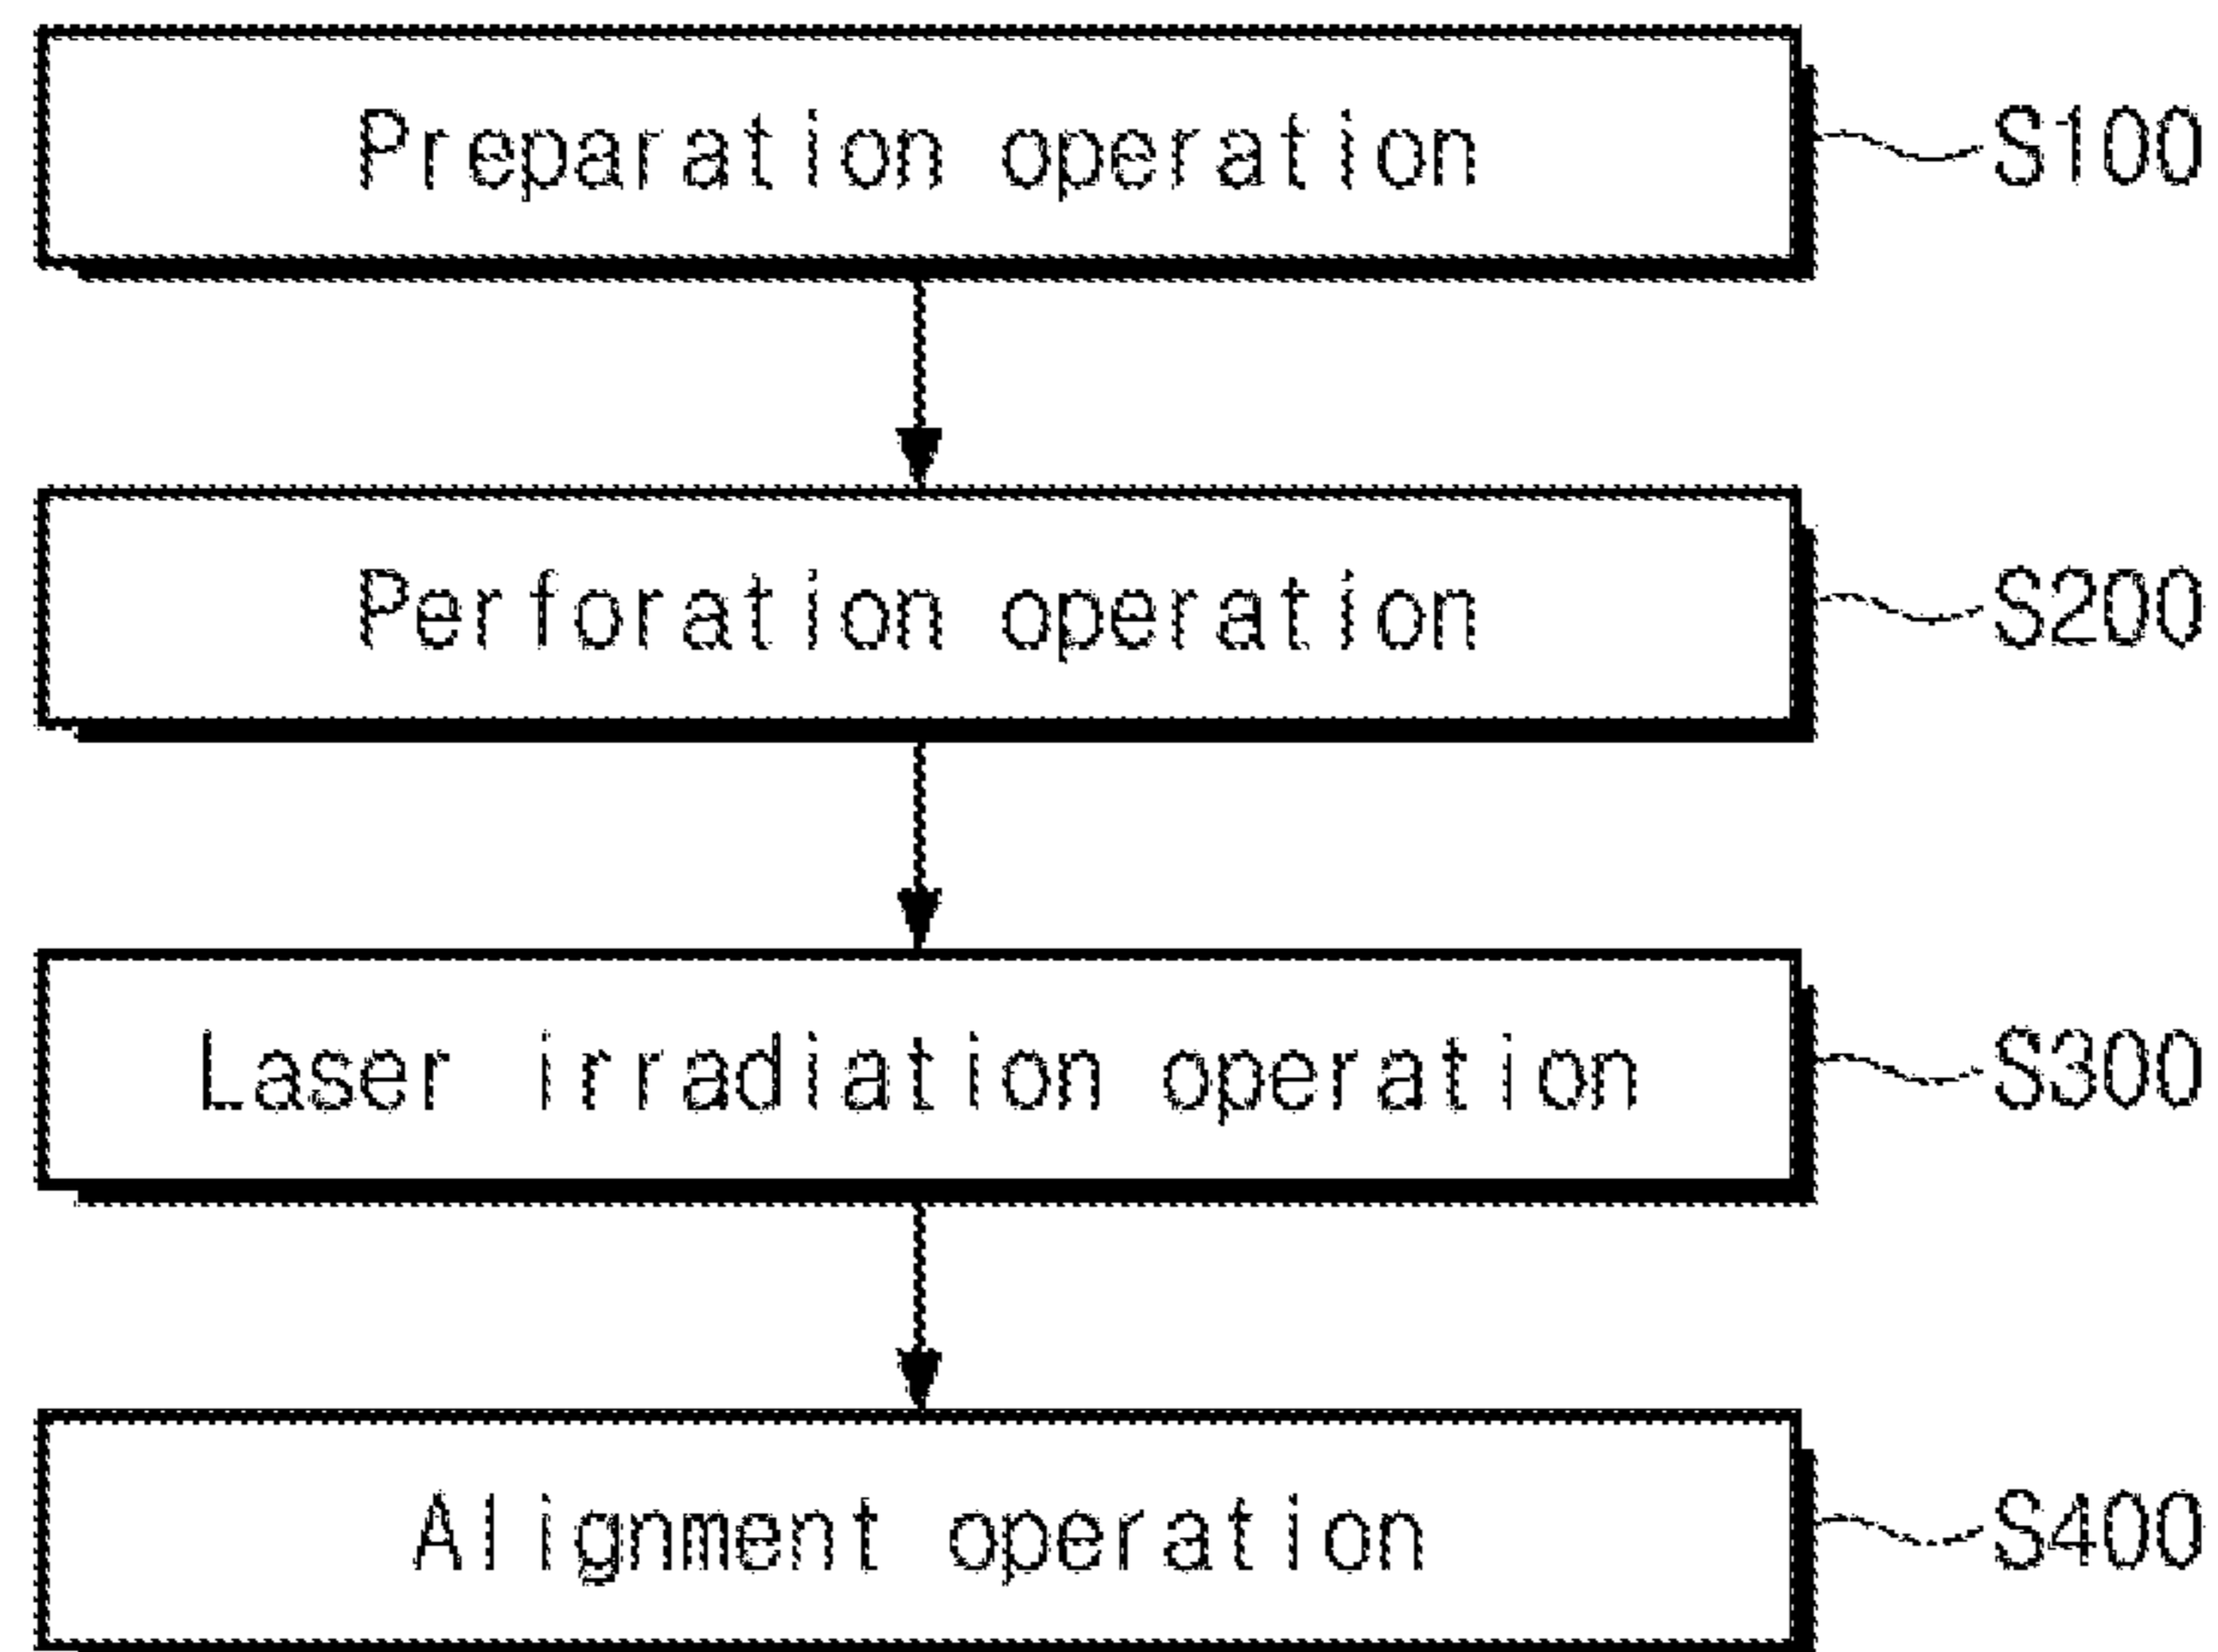 Preparation operation S100
Perforation operation S200
Laser irradiation operation S300
Alignment operation S400